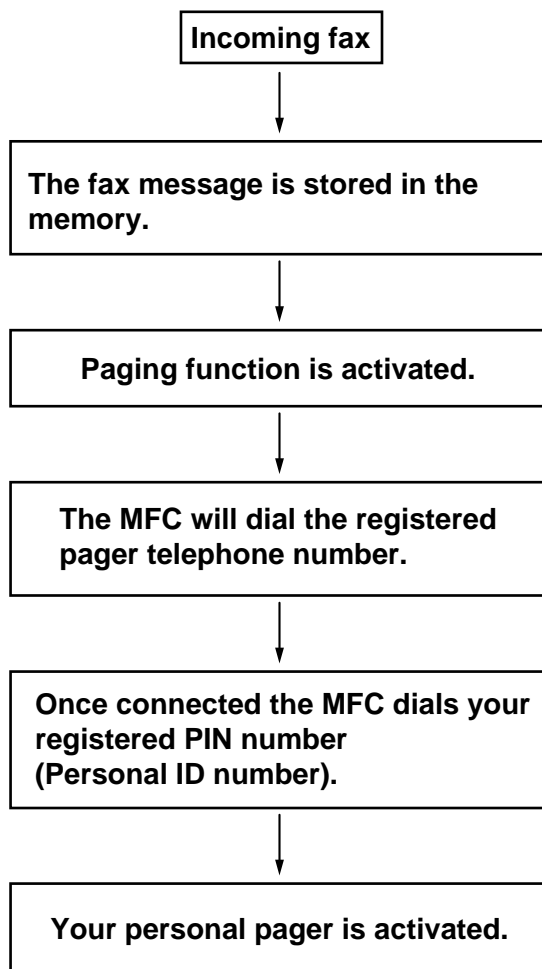 Incoming fax
The fax message is stored in the
memory.
Paging function is activated.
The MFC will dial the registered
pager telephone number.
Once connected the MFC dials your
registered PIN number
(Personal ID number).
Your personal pager is activated.